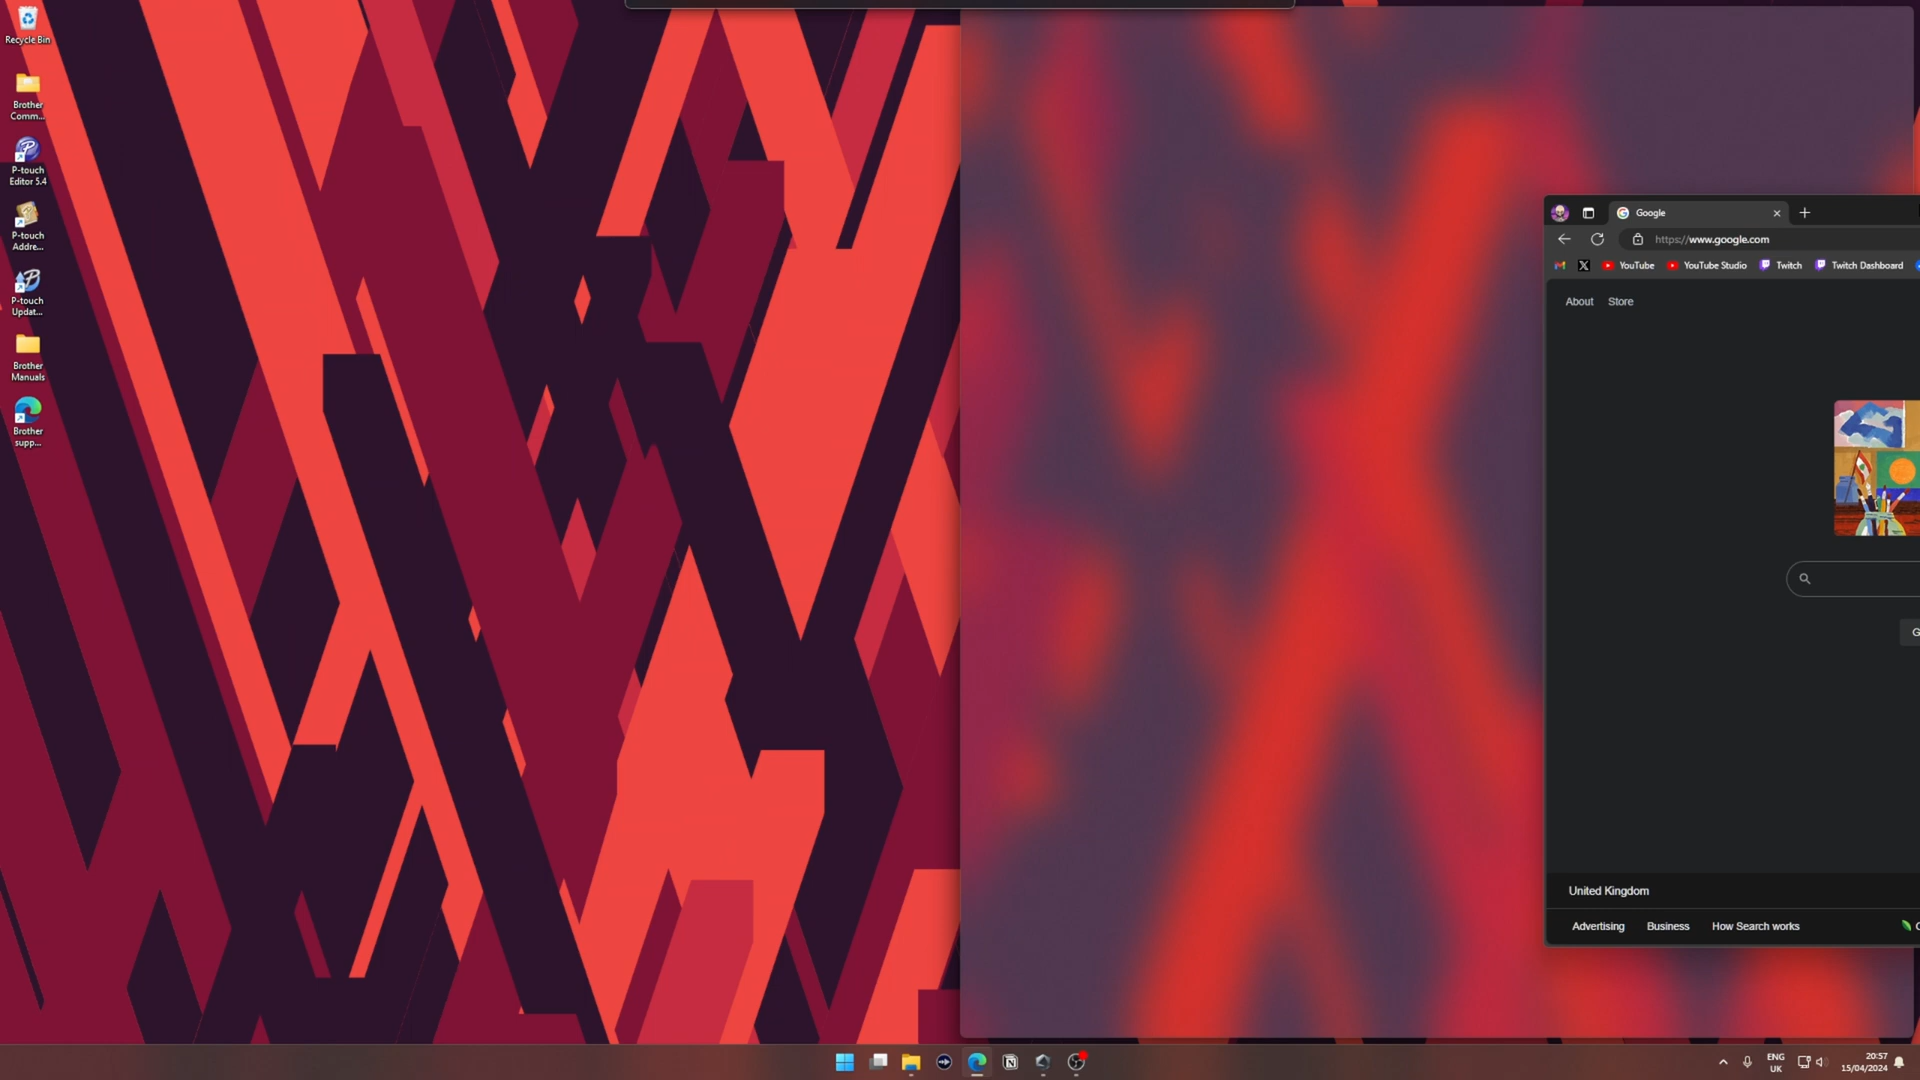 Recycle Bin
Brother
Comm...
P-touch
Editor 5.4
P-touch
Addre...
P-touch
Updat...
Brother
Manuals
Brother
supp...
Google
https://www.google.com
YouTube
YouTube Studio
Twitch
Twitch Dashboard
About
Store
G
United Kingdom
Advertising
Business
How Search works
ENG
UK
20:57
15/04/2024